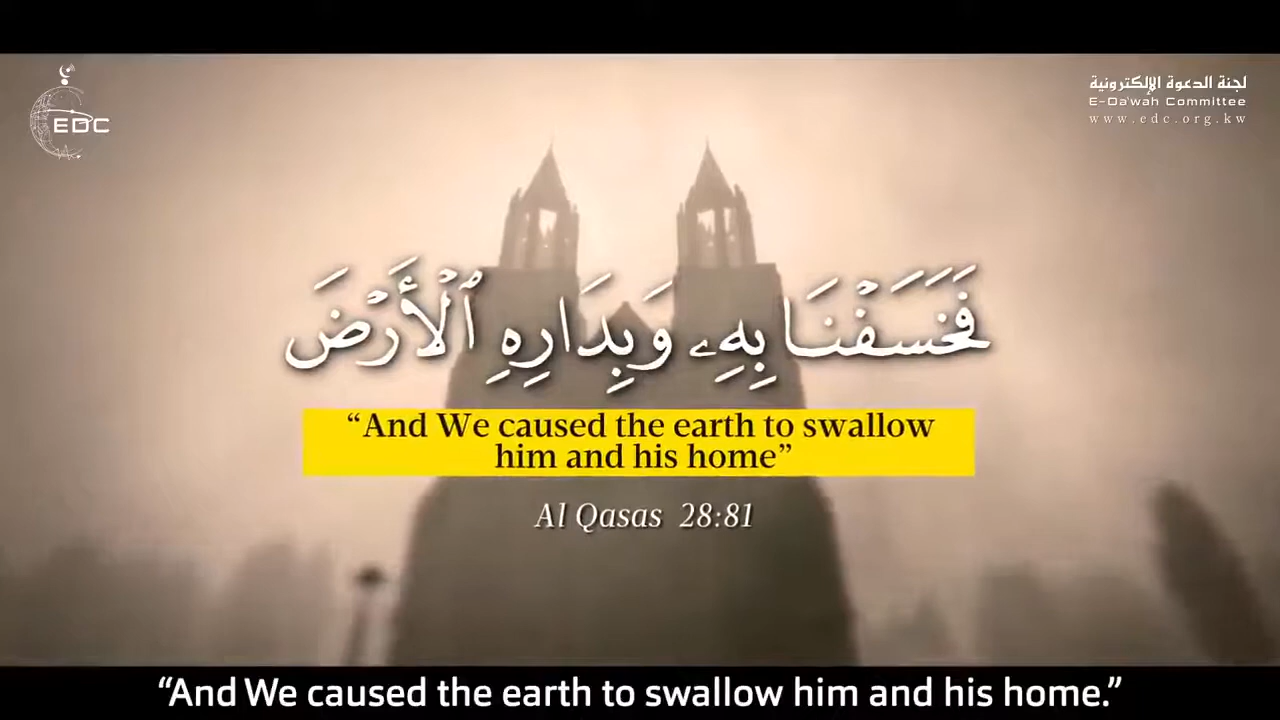 EDC
لجنة الدعوة الإلكترونية
E-Da'wah Committee
www.edc.org.kw
فَخَسَفْنَا بِهِۦ وَبِدَارِهِ ٱلْأَرْضَ
“And We caused the earth to swallow
him and his home”
Al Qasas 28:81
“And We caused the earth to swallow him and his home.”